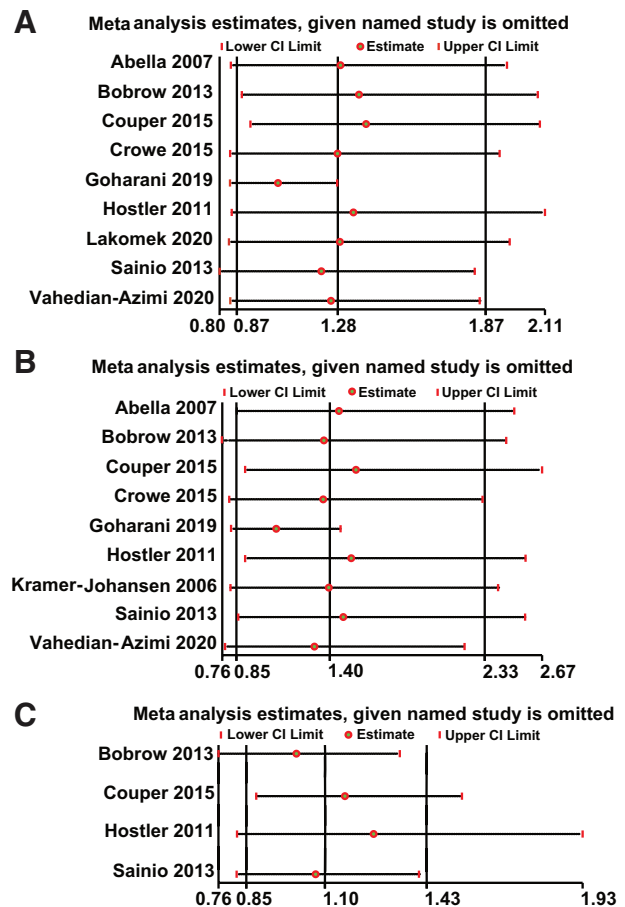 A
Meta analysis estimates, given named study is omitted
Lower CI Limit Estimate Upper CI Limit
Abella 2007
Bobrow 2013
Couper 2015
Crowe 2015
Goharani 2019
Hostler 2011
Lakomek 2020
Sainio 2013
Vahedian-Azimi 2020
0.80 0.87 1.28 1.87 2.11
B
Meta analysis estimates, given named study is omitted
Lower CI Limit Estimate Upper CI Limit
Abella 2007
Bobrow 2013
Couper 2015
Crowe 2015
Goharani 2019
Hostler 2011
Kramer-Johansen 2006
Sainio 2013
Vahedian-Azimi 2020
0.76 0.85 1.40 2.33 2.67
C
Meta analysis estimates, given named study is omitted
Lower CI Limit Estimate Upper CI Limit
Bobrow 2013
Couper 2015
Hostler 2011
Sainio 2013
0.76 0.85 1.10 1.43 1.93